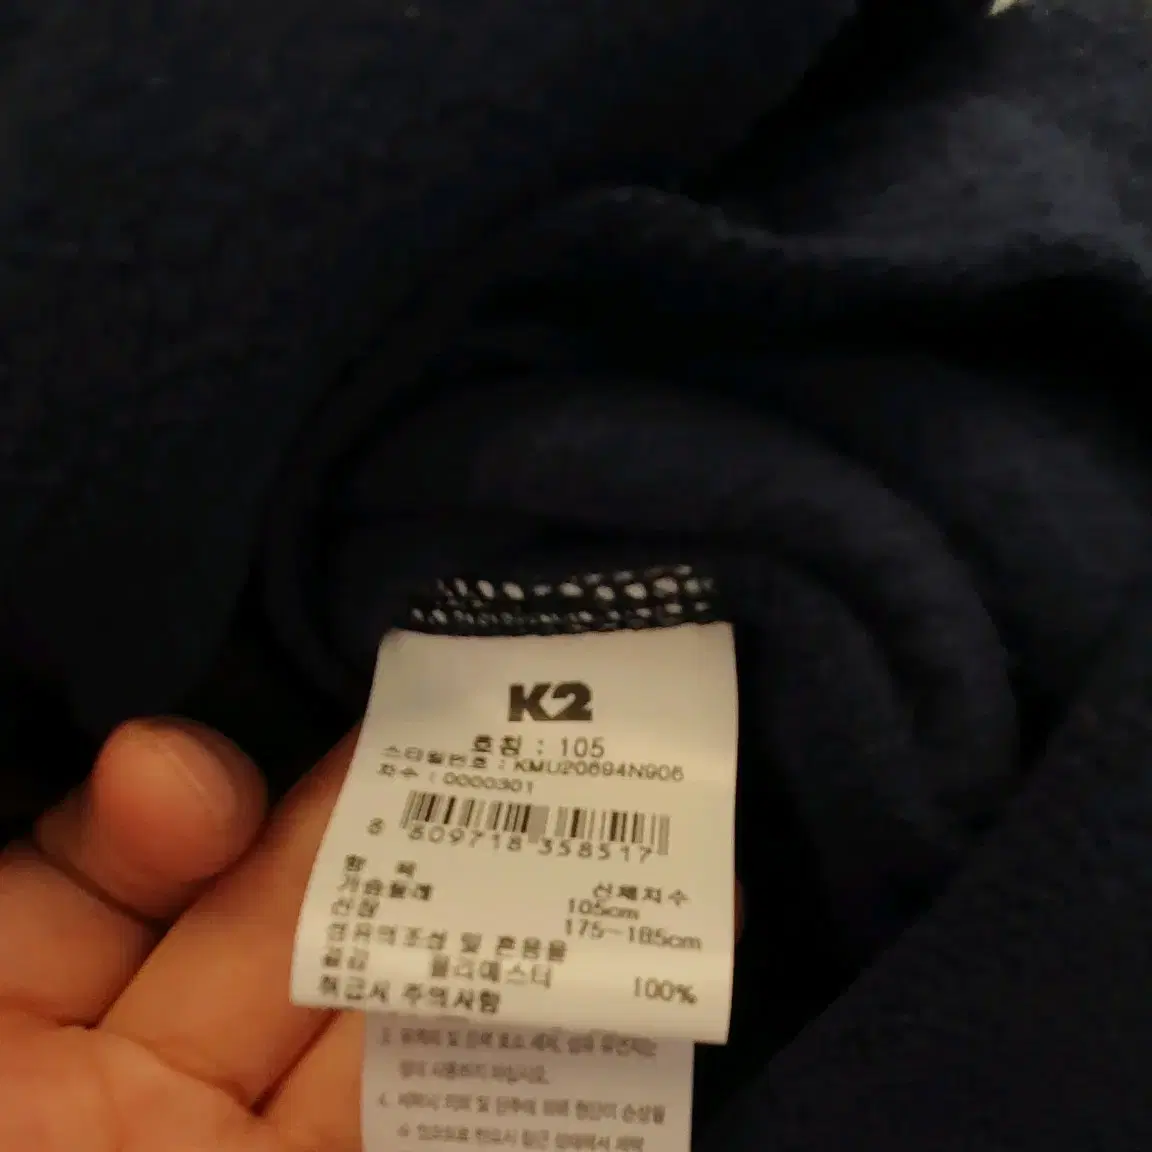 K2
호칭 : 105
스타일번호 : KMU20694N906
차수 : 0000301
8 809718 358517
항 목 신체치수
가슴둘레 105cm
신장 175~185cm
섬유의조성 및 혼용율
겉감 폴리에스터 100%
취급시 주의사항